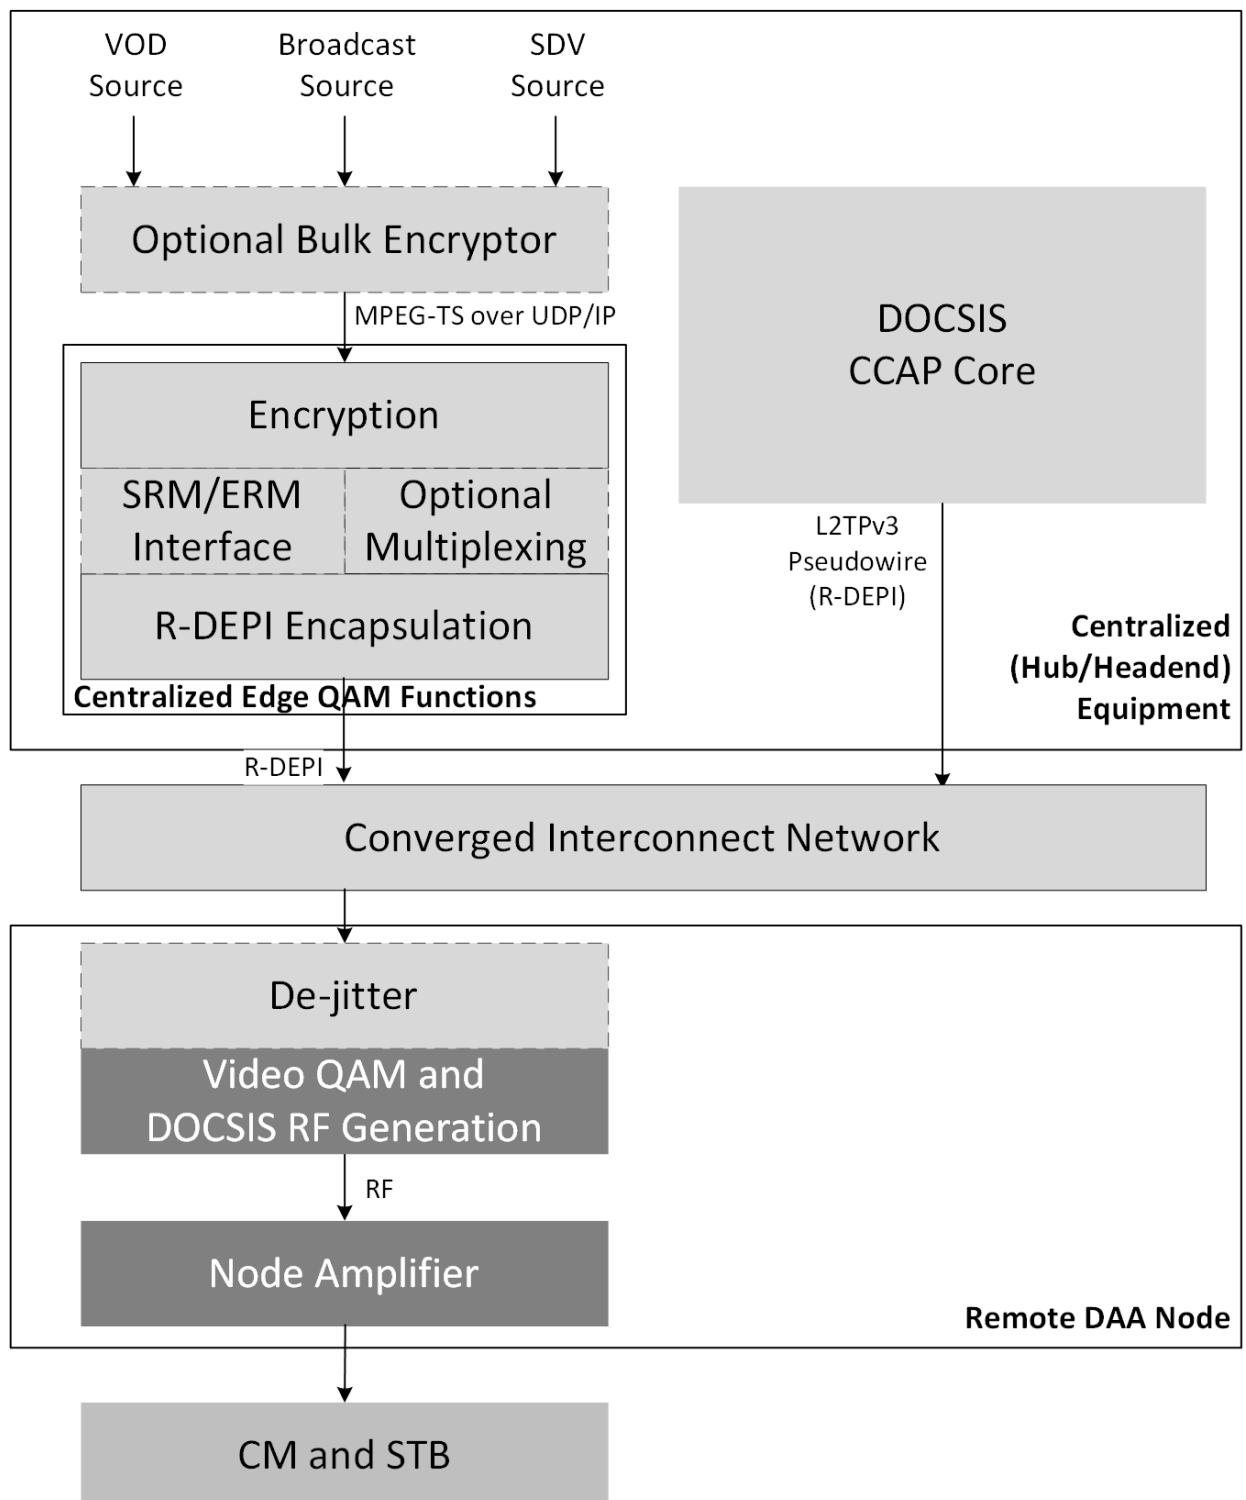 VOD
Source
Broadcast
Source
SDV
Source
Optional Bulk Encryptor
MPEG-TS over UDP/IP
DOCSIS
CCAP Core
Encryption
SRM/ERM
Interface
Optional
Multiplexing
R-DEPI Encapsulation
Centralized Edge QAM Functions
L2TPv3
Pseudowire
(R-DEPI)
Centralized
(Hub/Headend)
Equipment
R-DEPI
Converged Interconnect Network
De-jitter
Video QAM and
DOCSIS RF Generation
RF
Node Amplifier
Remote DAA Node
CM and STB